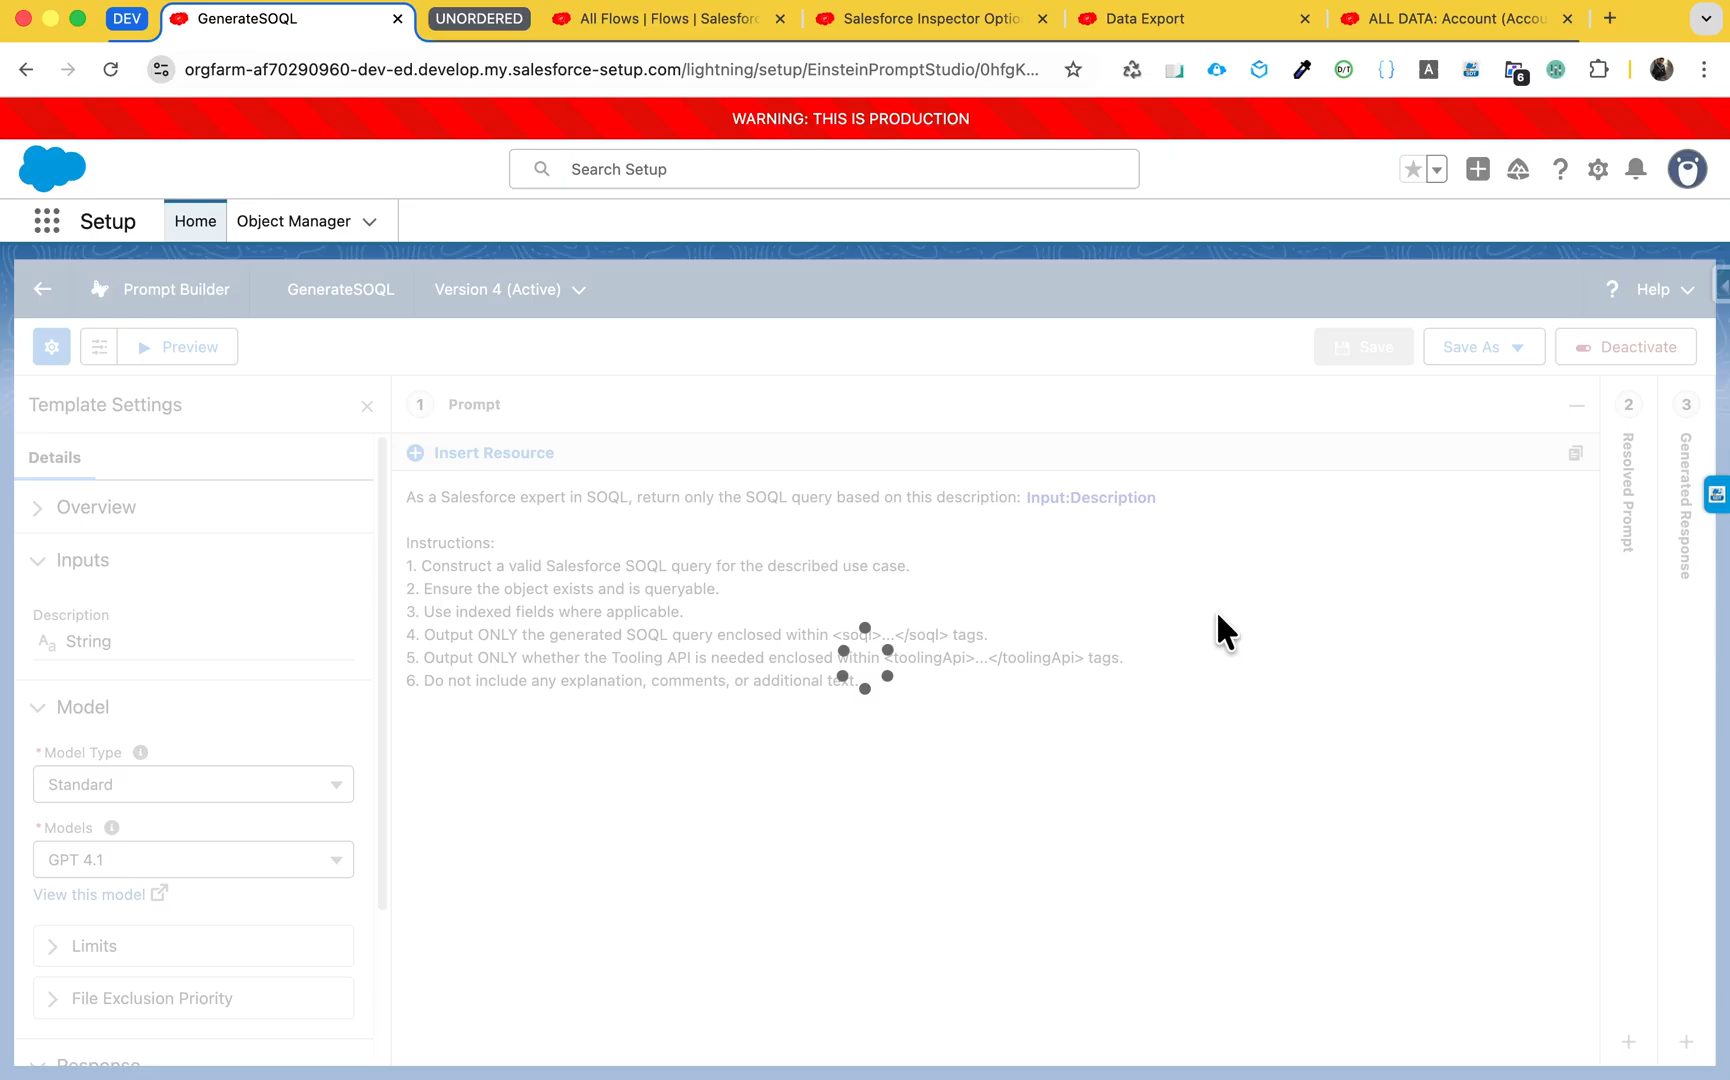 DEV
GenerateSOQL
UNORDERED
All Flows | Flows | Salesforc
Salesforce Inspector Optio
Data Export
ALL DATA: Account (Accou
orgfarm-af70290960-dev-ed.develop.my.salesforce-setup.com/lightning/setup/EinsteinPromptStudio/0hfgK...
D/T
{ }
A
SDT
6
WARNING: THIS IS PRODUCTION
Search Setup
Setup
Home
Object Manager
Prompt Builder
GenerateSOQL
Version 4 (Active)
? Help
Preview
Save
Save As
Deactivate
Template Settings
1 Prompt
2
3
Details
Insert Resource
Resolved Prompt
Generated Response
Overview
As a Salesforce expert in SOQL, return only the SOQL query based on this description: Input:Description
Inputs
Instructions:
1. Construct a valid Salesforce SOQL query for the described use case.
2. Ensure the object exists and is queryable.
3. Use indexed fields where applicable.
4. Output ONLY the generated SOQL query enclosed within <soql>...</soql> tags.
5. Output ONLY whether the Tooling API is needed enclosed within <toolingApi>...</toolingApi> tags.
6. Do not include any explanation, comments, or additional text.
Description
Aa String
Model
* Model Type
Standard
* Models
GPT 4.1
View this model
Limits
File Exclusion Priority
Response